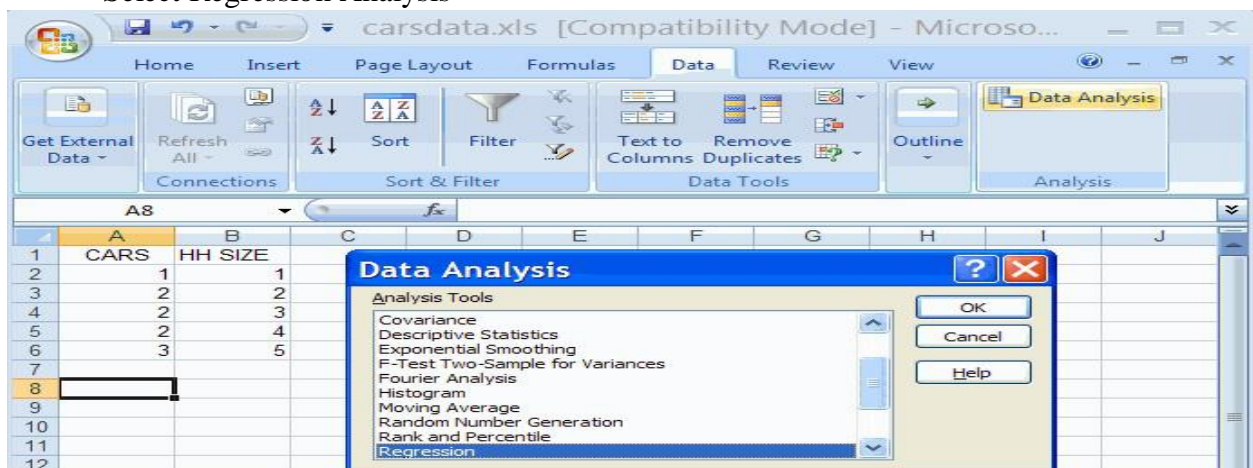 Select Regression Analysis
carsdata.xls [Compatibility Mode] - Microso...
Home Insert Page Layout Formulas Data Review View
Get External Data
Refresh All
Connections
Sort
Filter
Sort & Filter
Text to Columns
Remove Duplicates
Data Tools
Outline
Data Analysis
Analysis
A8 fx
A B C D E F G H I J
1 CARS HH SIZE
2 1 1
3 2 2
4 2 3
5 2 4
6 3 5
7
8
9
10
11
12
Data Analysis
Analysis Tools
Covariance
Descriptive Statistics
Exponential Smoothing
F-Test Two-Sample for Variances
Fourier Analysis
Histogram
Moving Average
Random Number Generation
Rank and Percentile
Regression
OK
Cancel
Help